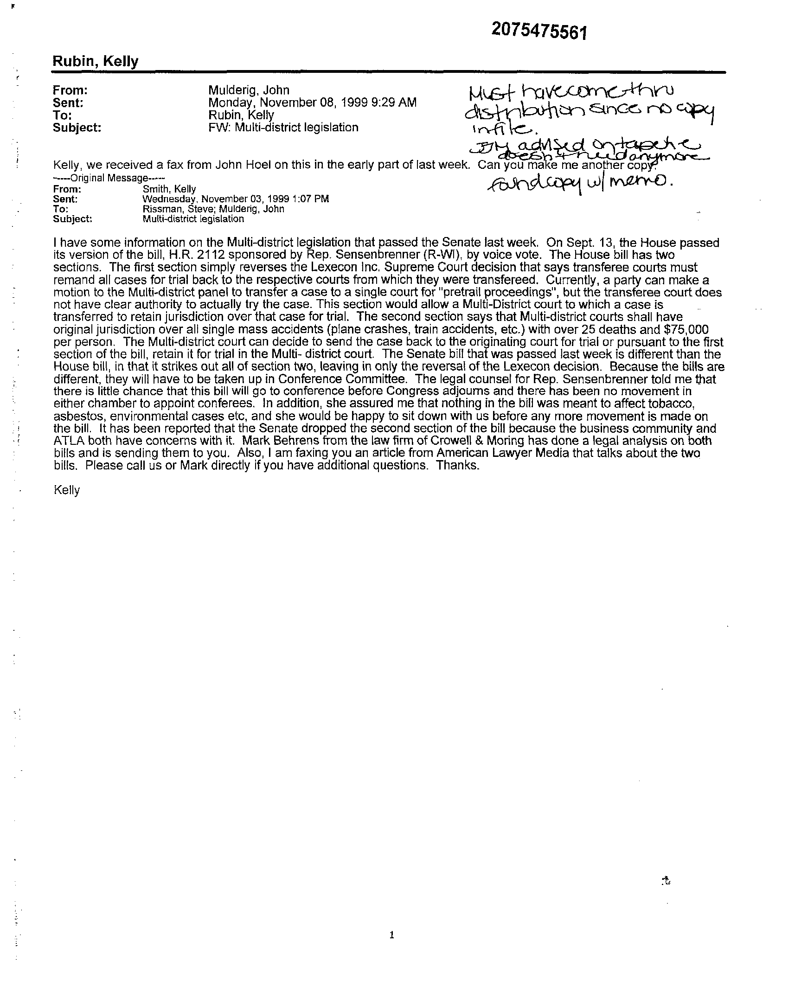 2075475561
Rubin, Kelly
From: Mulderig, John
Sent: Monday, November 08, 1999 9:29 AM
To: Rubin, Kelly
Subject: FW: Multi-district legislation
Must have come thru
distribution since no copy
in file.
JM advised on tape he
doesn't need anymore
Found copy w/ memo.
Kelly, we received a fax from John Hoel on this in the early part of last week. Can you make me another copy?
-----Original Message-----
From: Smith, Kelly
Sent: Wednesday, November 03, 1999 1:07 PM
To: Rissman, Steve; Mulderig, John
Subject: Multi-district legislation
I have some information on the Multi-district legislation that passed the Senate last week. On Sept. 13, the House passed
its version of the bill, H.R. 2112 sponsored by Rep. Sensenbrenner (R-WI), by voice vote. The House bill has two
sections. The first section simply reverses the Lexecon Inc. Supreme Court decision that says transferee courts must
remand all cases for trial back to the respective courts from which they were transfereed. Currently, a party can make a
motion to the Multi-district panel to transfer a case to a single court for "pretrail proceedings", but the transferee court does
not have clear authority to actually try the case. This section would allow a Multi-District court to which a case is
transferred to retain jurisdiction over that case for trial. The second section says that Multi-district courts shall have
original jurisdiction over all single mass accidents (plane crashes, train accidents, etc.) with over 25 deaths and $75,000
per person. The Multi-district court can decide to send the case back to the originating court for trial or pursuant to the first
section of the bill, retain it for trial in the Multi- district court. The Senate bill that was passed last week is different than the
House bill, in that it strikes out all of section two, leaving in only the reversal of the Lexecon decision. Because the bills are
different, they will have to be taken up in Conference Committee. The legal counsel for Rep. Sensenbrenner told me that
there is little chance that this bill will go to conference before Congress adjourns and there has been no movement in
either chamber to appoint conferees. In addition, she assured me that nothing in the bill was meant to affect tobacco,
asbestos, environmental cases etc, and she would be happy to sit down with us before any more movement is made on
the bill. It has been reported that the Senate dropped the second section of the bill because the business community and
ATLA both have concerns with it. Mark Behrens from the law firm of Crowell & Moring has done a legal analysis on both
bills and is sending them to you. Also, I am faxing you an article from American Lawyer Media that talks about the two
bills. Please call us or Mark directly if you have additional questions. Thanks.
Kelly
1